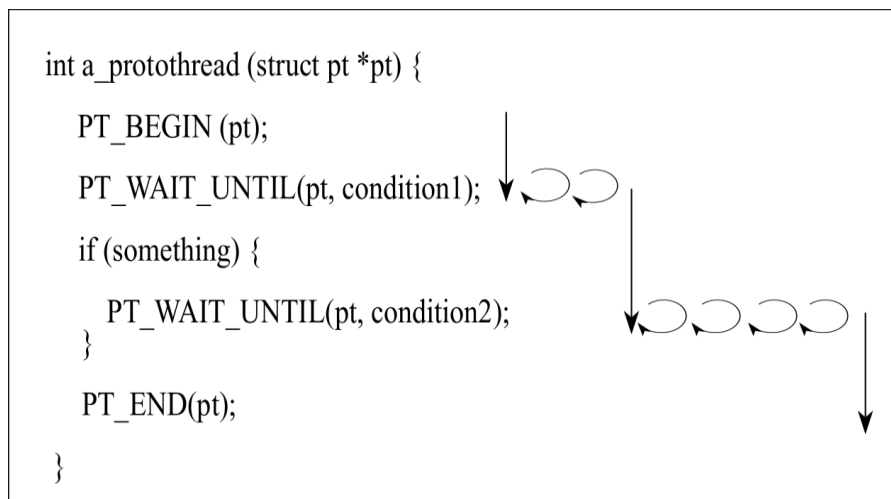 int a_protothread (struct pt *pt) {
PT_BEGIN (pt);
PT_WAIT_UNTIL(pt, condition1);
if (something) {
PT_WAIT_UNTIL(pt, condition2);
}
PT_END(pt);
}